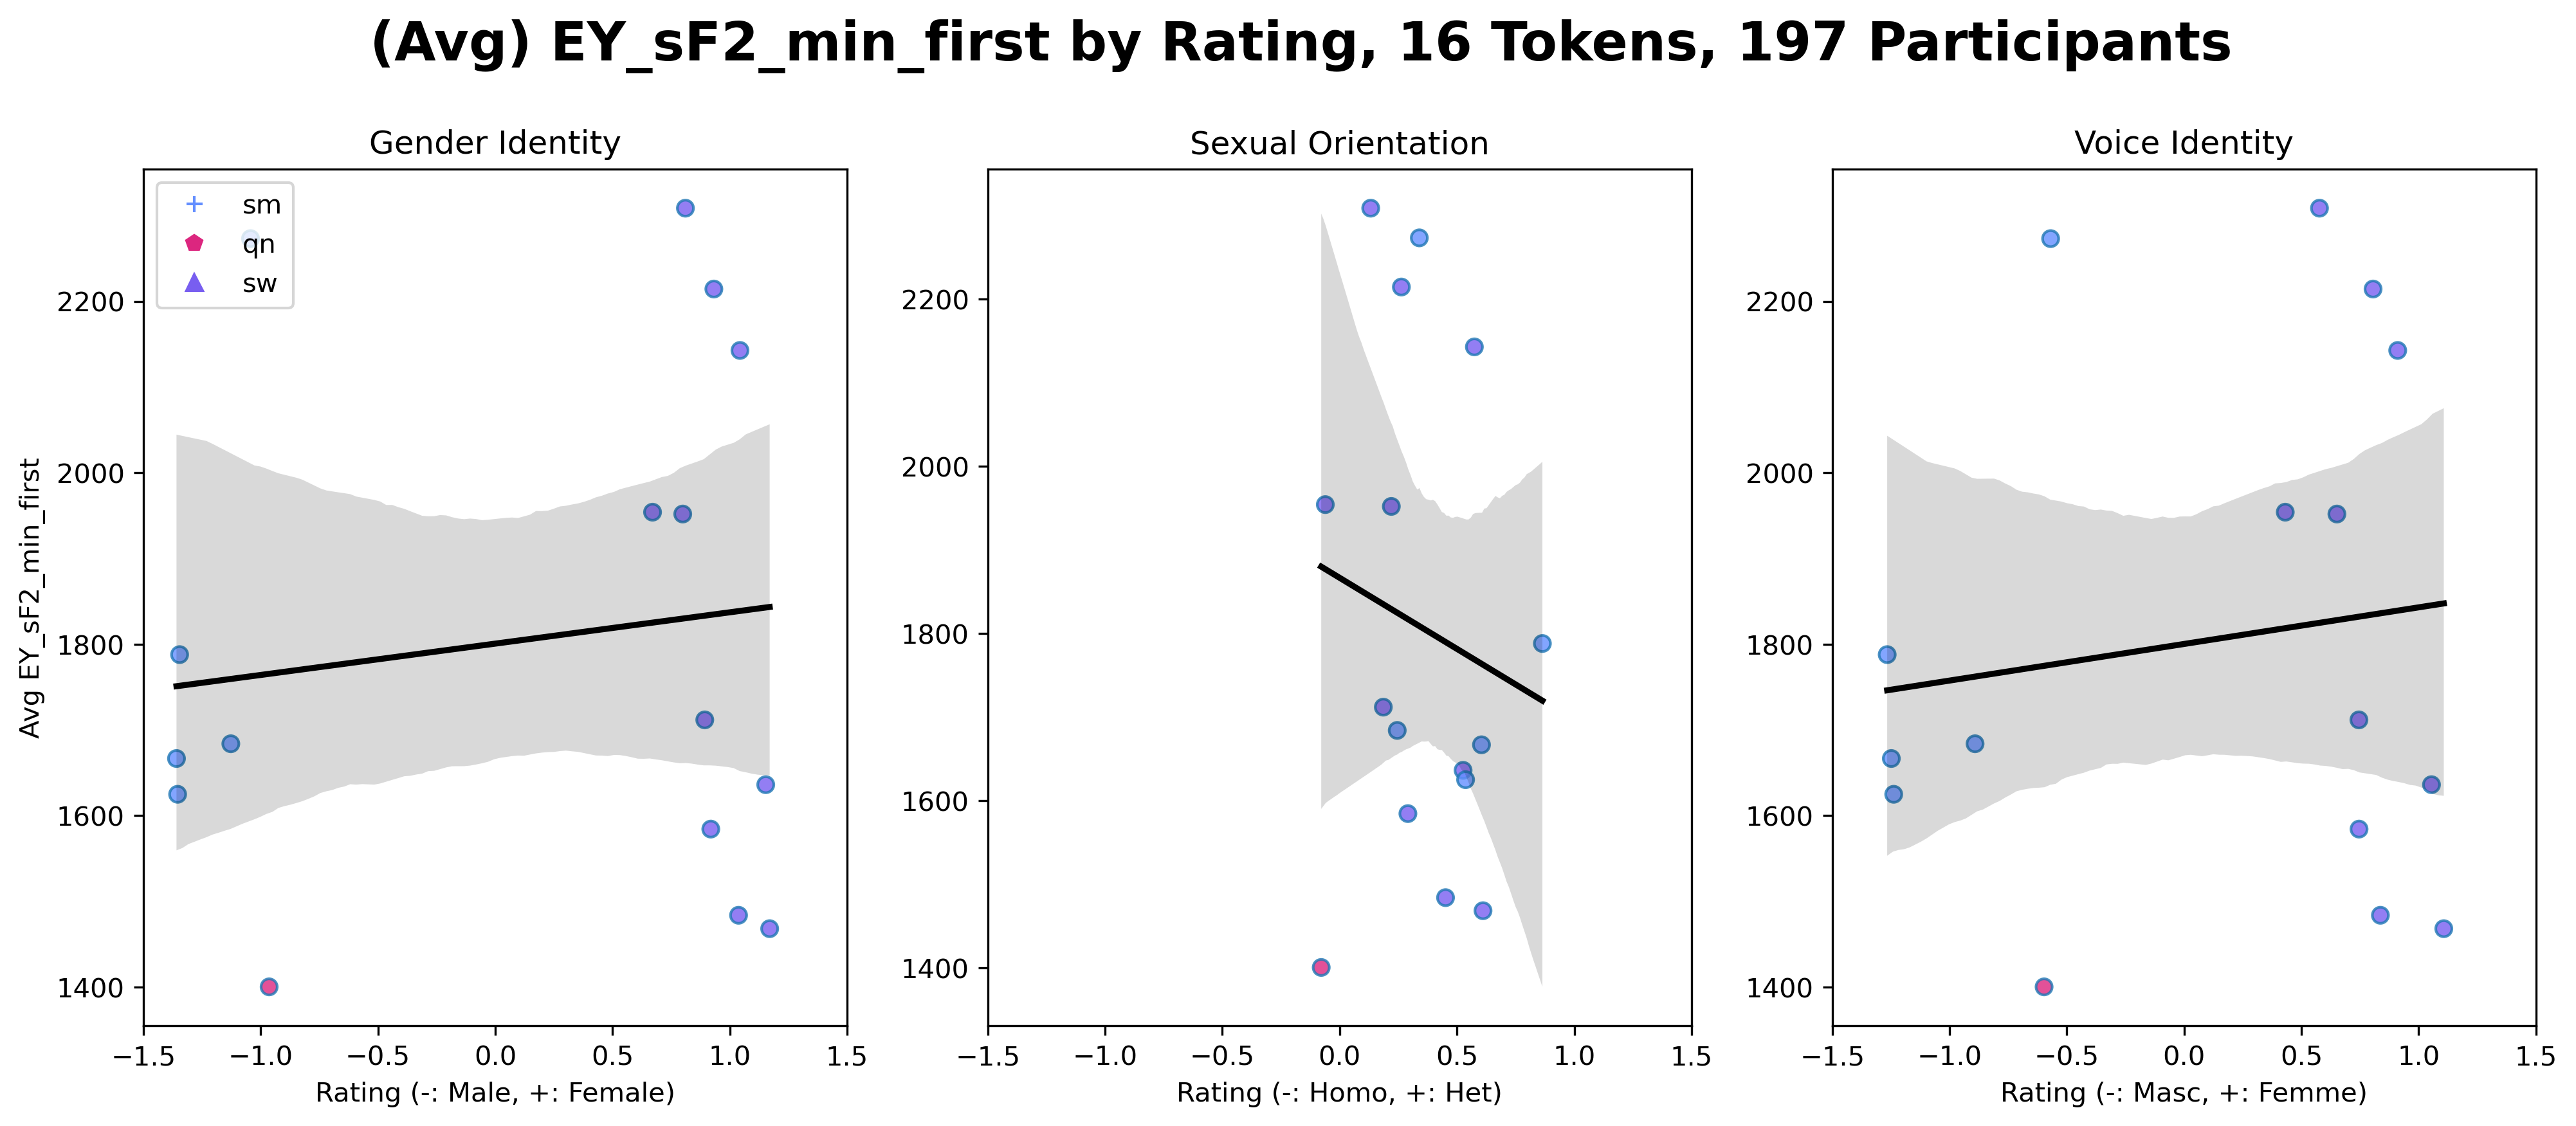 (Avg) EY_sF2_min_first by Rating, 16 Tokens, 197 Participants
Gender Identity
Sexual Orientation
Voice Identity
sm
qn
sw
Avg EY_sF2_min_first
2200
2000
1800
1600
1400
−1.5 −1.0 −0.5 0.0 0.5 1.0 1.5
Rating (-: Male, +: Female)
2200
2000
1800
1600
1400
−1.5 −1.0 −0.5 0.0 0.5 1.0 1.5
Rating (-: Homo, +: Het)
2200
2000
1800
1600
1400
−1.5 −1.0 −0.5 0.0 0.5 1.0 1.5
Rating (-: Masc, +: Femme)